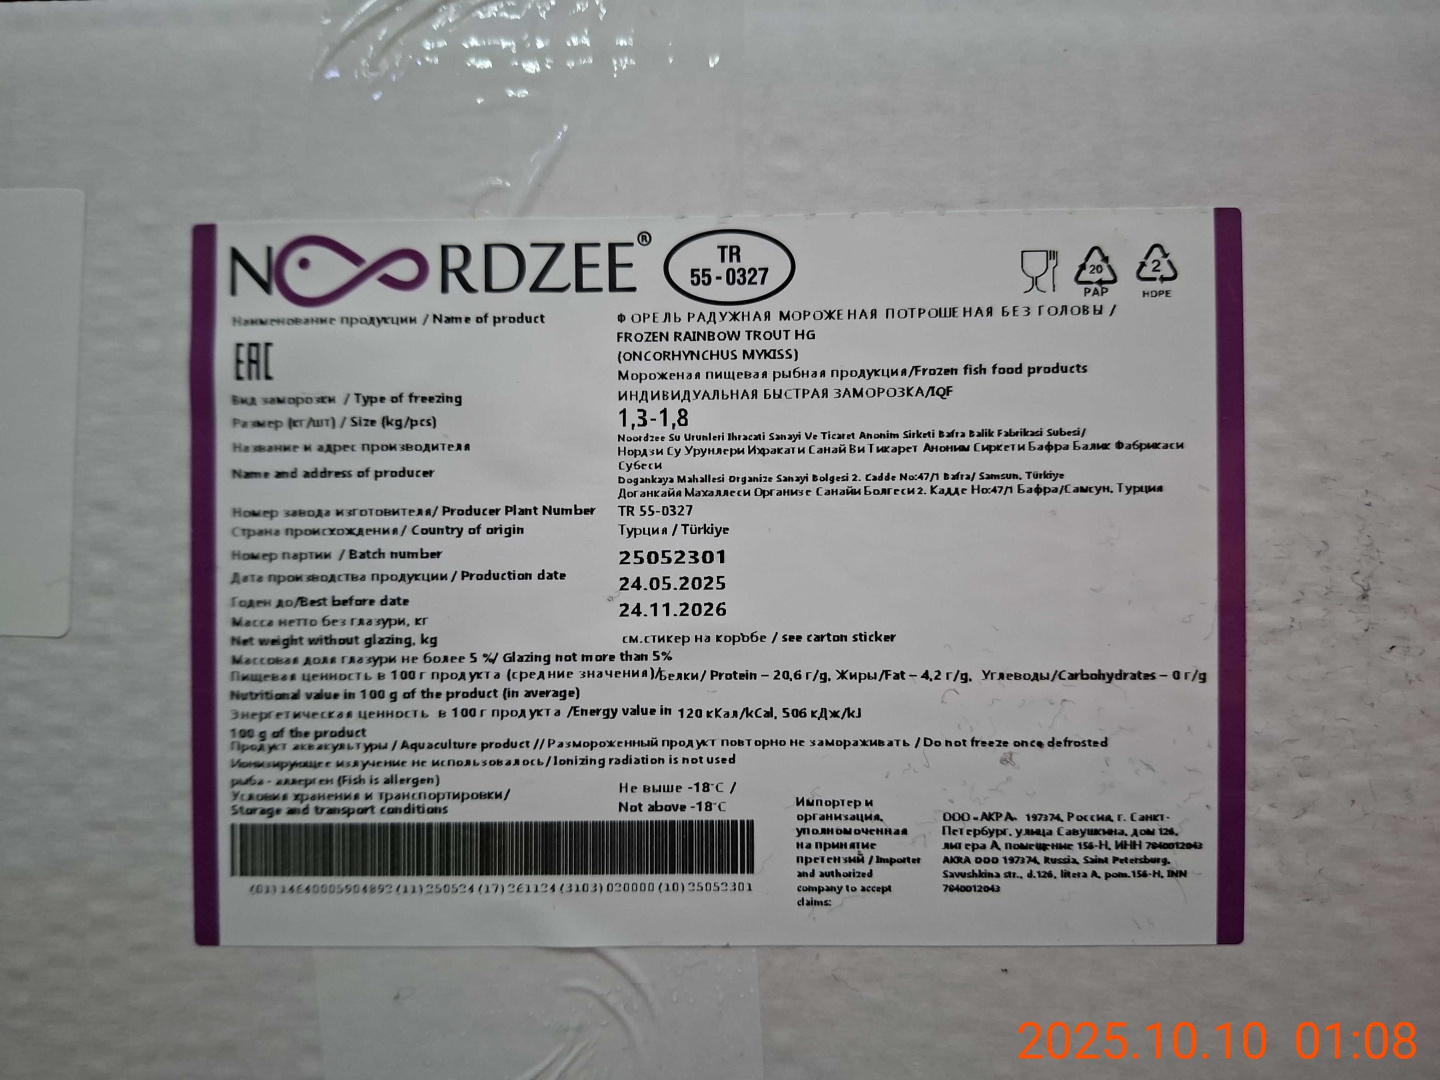 NOORDZEE®
TR
55-0327
20
PAP
2
HDPE
Наименование продукции / Name of product
ФОРЕЛЬ РАДУЖНАЯ МОРОЖЕНАЯ ПОТРОШЕНАЯ БЕЗ ГОЛОВЫ /
FROZEN RAINBOW TROUT HG
(ONCORHYNCHUS MYKISS)
Мороженая пищевая рыбная продукция/Frozen fish food products
EAC
Вид заморозки / Type of freezing
ИНДИВИДУАЛЬНАЯ БЫСТРАЯ ЗАМОРОЗКА/IQF
Размер (кг/шт) / Size (kg/pcs)
1,3-1,8
Название и адрес производителя
Name and address of producer
Noordzee Su Urunleri Ihracati Sanayi Ve Ticaret Anonim Sirketi Bafra Balik Fabrikasi Subesi/
Нордзи Су Урунлери Ихракати Санай Ви Тикарет Аноним Сиркети Бафра Балик Фабрикаси
Субеси
Dogankaya Mahallesi Organize Sanayi Bolgesi 2. Cadde No:47/1 Bafra/ Samsun, Türkiye
Доганкайя Махаллеси Организе Санайи Болгеси 2. Кадде Но:47/1 Бафра/Самсун, Турция
Номер завода изготовителя/ Producer Plant Number
TR 55-0327
Страна происхождения/ Country of origin
Турция / Türkiye
Номер партии / Batch number
25052301
Дата производства продукции / Production date
24.05.2025
Годен до/Best before date
24.11.2026
Масса нетто без глазури, кг
Net weight without glazing, kg
см.стикер на коробе / see carton sticker
Массовая доля глазури не более 5 %/ Glazing not more than 5%
Пищевая ценность в 100 г продукта (средние значения)/Белки/ Protein – 20,6 г/g, Жиры/Fat – 4,2 г/g, Углеводы/Carbohydrates – 0 г/g
Nutritional value in 100 g of the product (in average)
Энергетическая ценность в 100 г продукта /Energy value in 120 кКал/kCal, 506 кДж/kJ
100 g of the product
Продукт аквакультуры / Aquaculture product // Размороженный продукт повторно не замораживать / Do not freeze once defrosted
Ионизирующее излучение не использовалось/ Ionizing radiation is not used
рыба - аллерген (Fish is allergen)
Условия хранения и транспортировки/
Storage and transport conditions
Не выше -18°C /
Not above -18°C
(01)14640005904892(11)250524(17)261124(3103)020000(10)25052301
Импортер и
организация,
уполномоченная
на принятие
претензий / Importer
and authorized
company to accept
claims:
ООО «АКРА» 197374, Россия, г. Санкт-
Петербург, улица Савушкина, дом 126,
литера А, помещение 156-Н, ИНН 7840012043
AKRA OOO 197374, Russia, Saint Petersburg,
Savushkina str., d.126, litera A, pom.156-H, INN
7840012043
2025.10.10 01:08